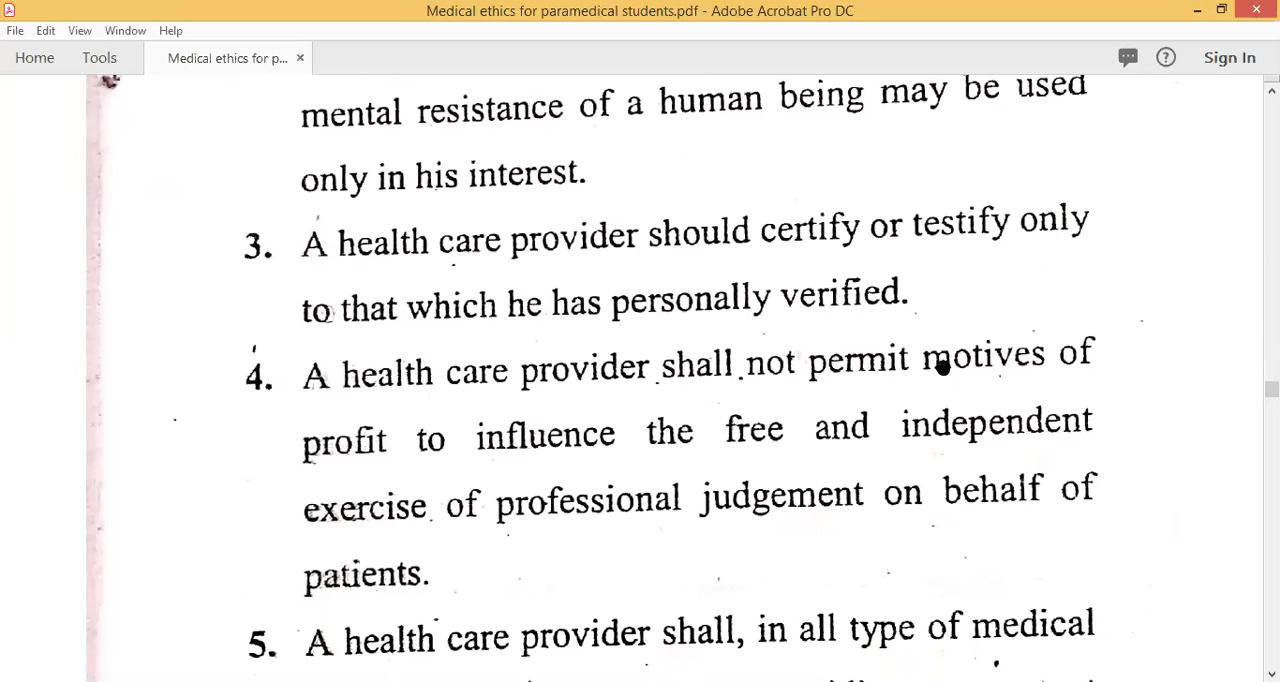 Medical ethics for paramedical students.pdf - Adobe Acrobat Pro DC
File Edit View Window Help
Home Tools Medical ethics for p... × Sign In
mental resistance of a human being may be used
only in his interest.
3. A health care provider should certify or testify only
to that which he has personally verified.
4. A health care provider shall not permit motives of
profit to influence the free and independent
exercise of professional judgement on behalf of
patients.
5. A health care provider shall, in all type of medical